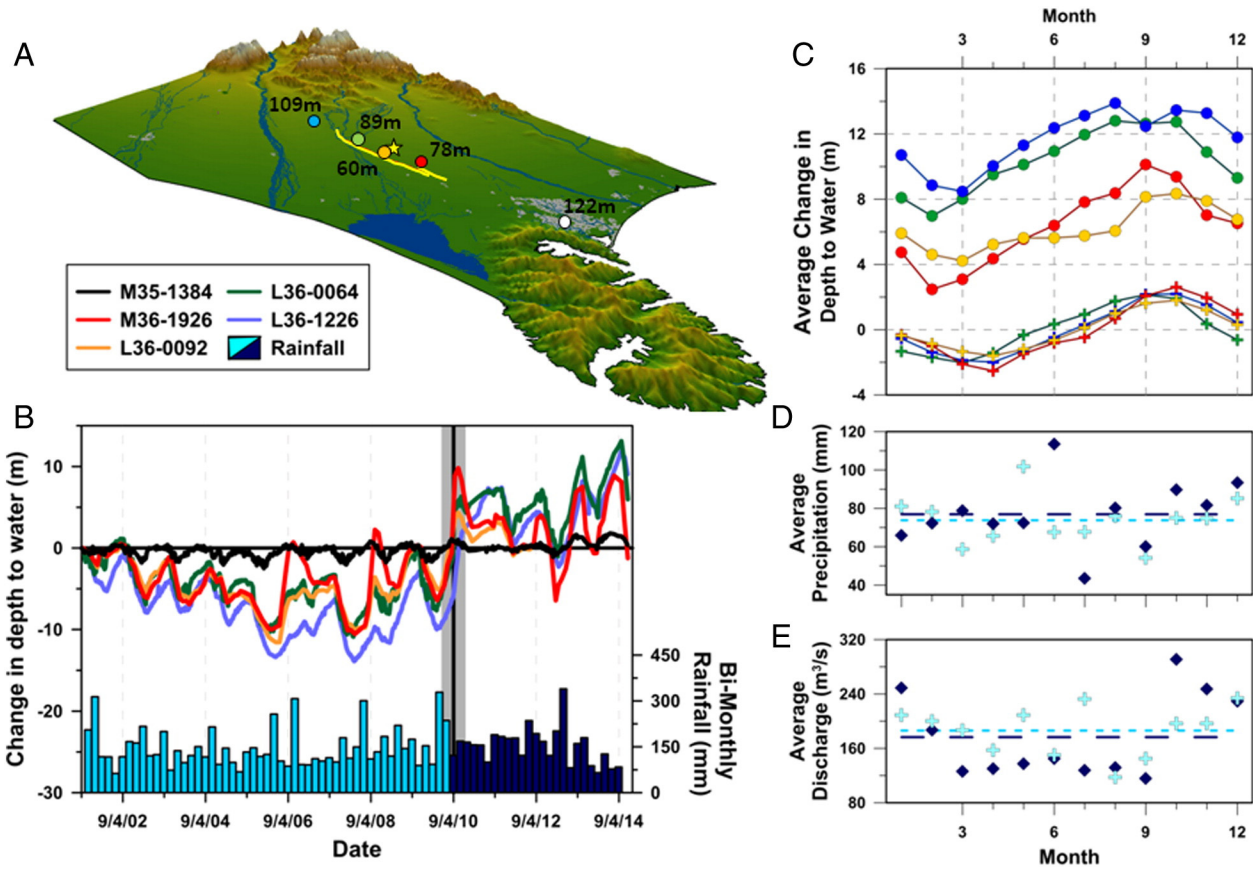 A
109m
89m
78m
60m
122m
M35-1384
L36-0064
M36-1926
L36-1226
L36-0092
Rainfall
B
Change in depth to water (m)
10
0
-10
-20
-30
450
300
150
0
Bi-Monthly
Rainfall (mm)
9/4/02
9/4/04
9/4/06
9/4/08
9/4/10
9/4/12
9/4/14
Date
C
Month
3
6
9
12
Average Change in
Depth to Water (m)
16
12
8
4
0
-4
D
Average
Precipitation (mm)
120
100
80
60
40
E
Average
Discharge (m³/s)
320
240
160
80
3
6
9
12
Month